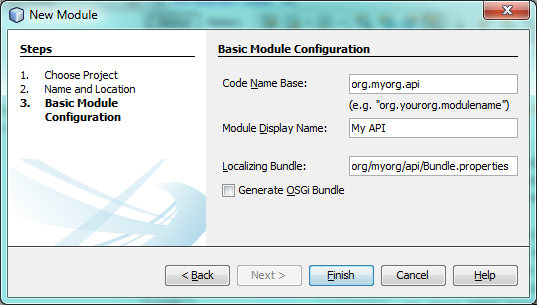 New Module
Steps
1. Choose Project
2. Name and Location
3. Basic Module
Configuration
Basic Module Configuration
Code Name Base: org.myorg.api
(e.g. "org.yourorg.modulename")
Module Display Name: My API
Localizing Bundle: org/myorg/api/Bundle.properties
Generate OSGi Bundle
< Back Next > Finish Cancel Help